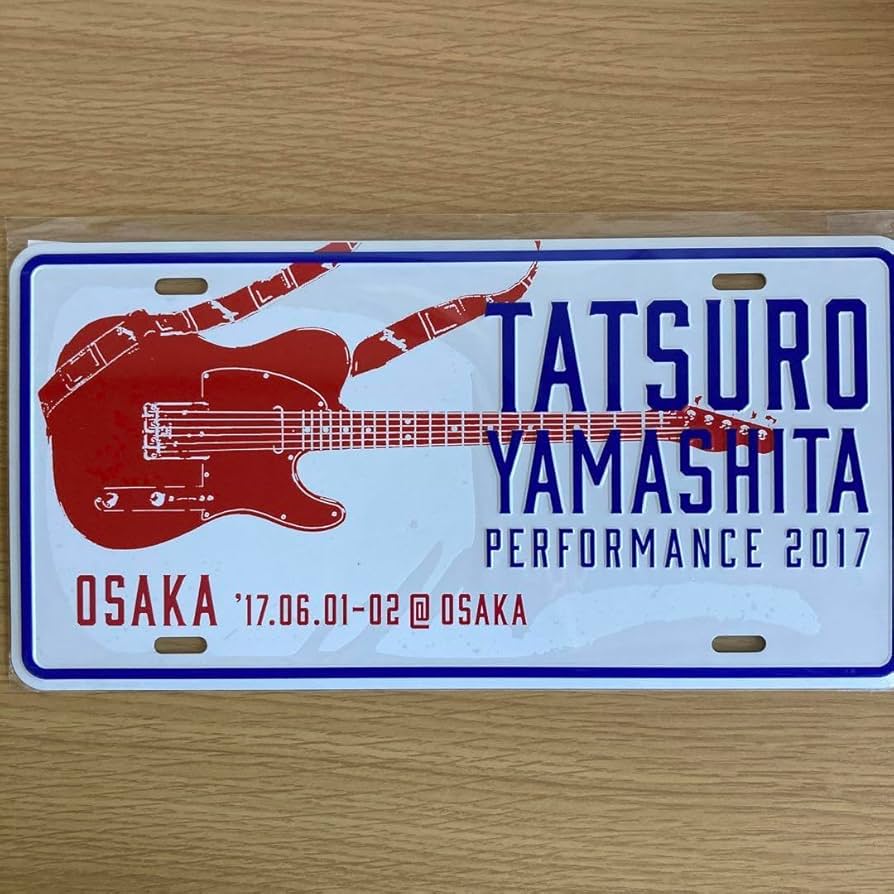 TATSURO
YAMASHITA
PERFORMANCE 2017
OSAKA '17.06.01-02 @ OSAKA